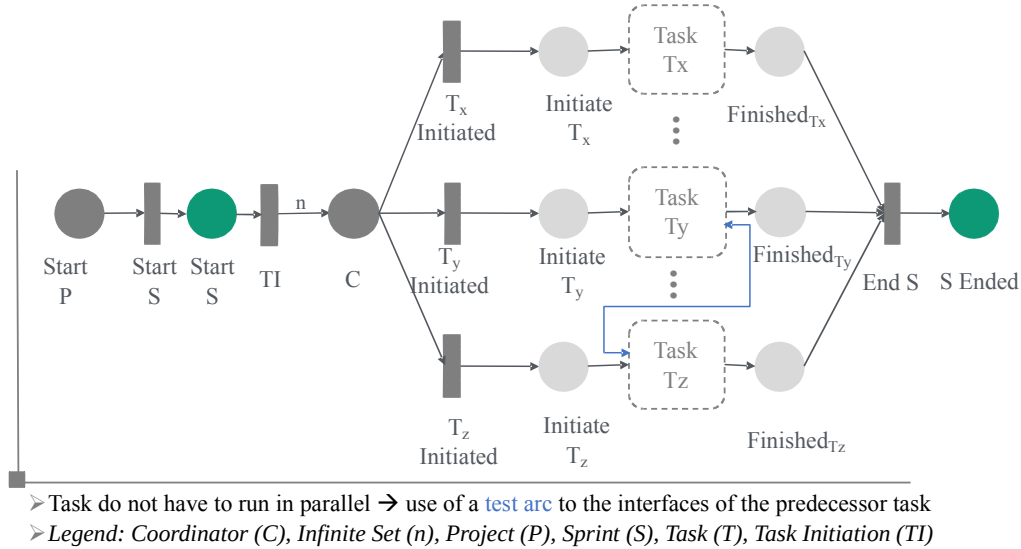 Task
Tx
Tx
Initiated
Initiate
Tx
FinishedTx
n
Task
Ty
Start
P
Start
S
Start
S
TI
C
Ty
Initiated
Initiate
Ty
FinishedTy
End S
S Ended
Task
Tz
Tz
Initiated
Initiate
Tz
FinishedTz
➢Task do not have to run in parallel → use of a test arc to the interfaces of the predecessor task
➢Legend: Coordinator (C), Infinite Set (n), Project (P), Sprint (S), Task (T), Task Initiation (TI)